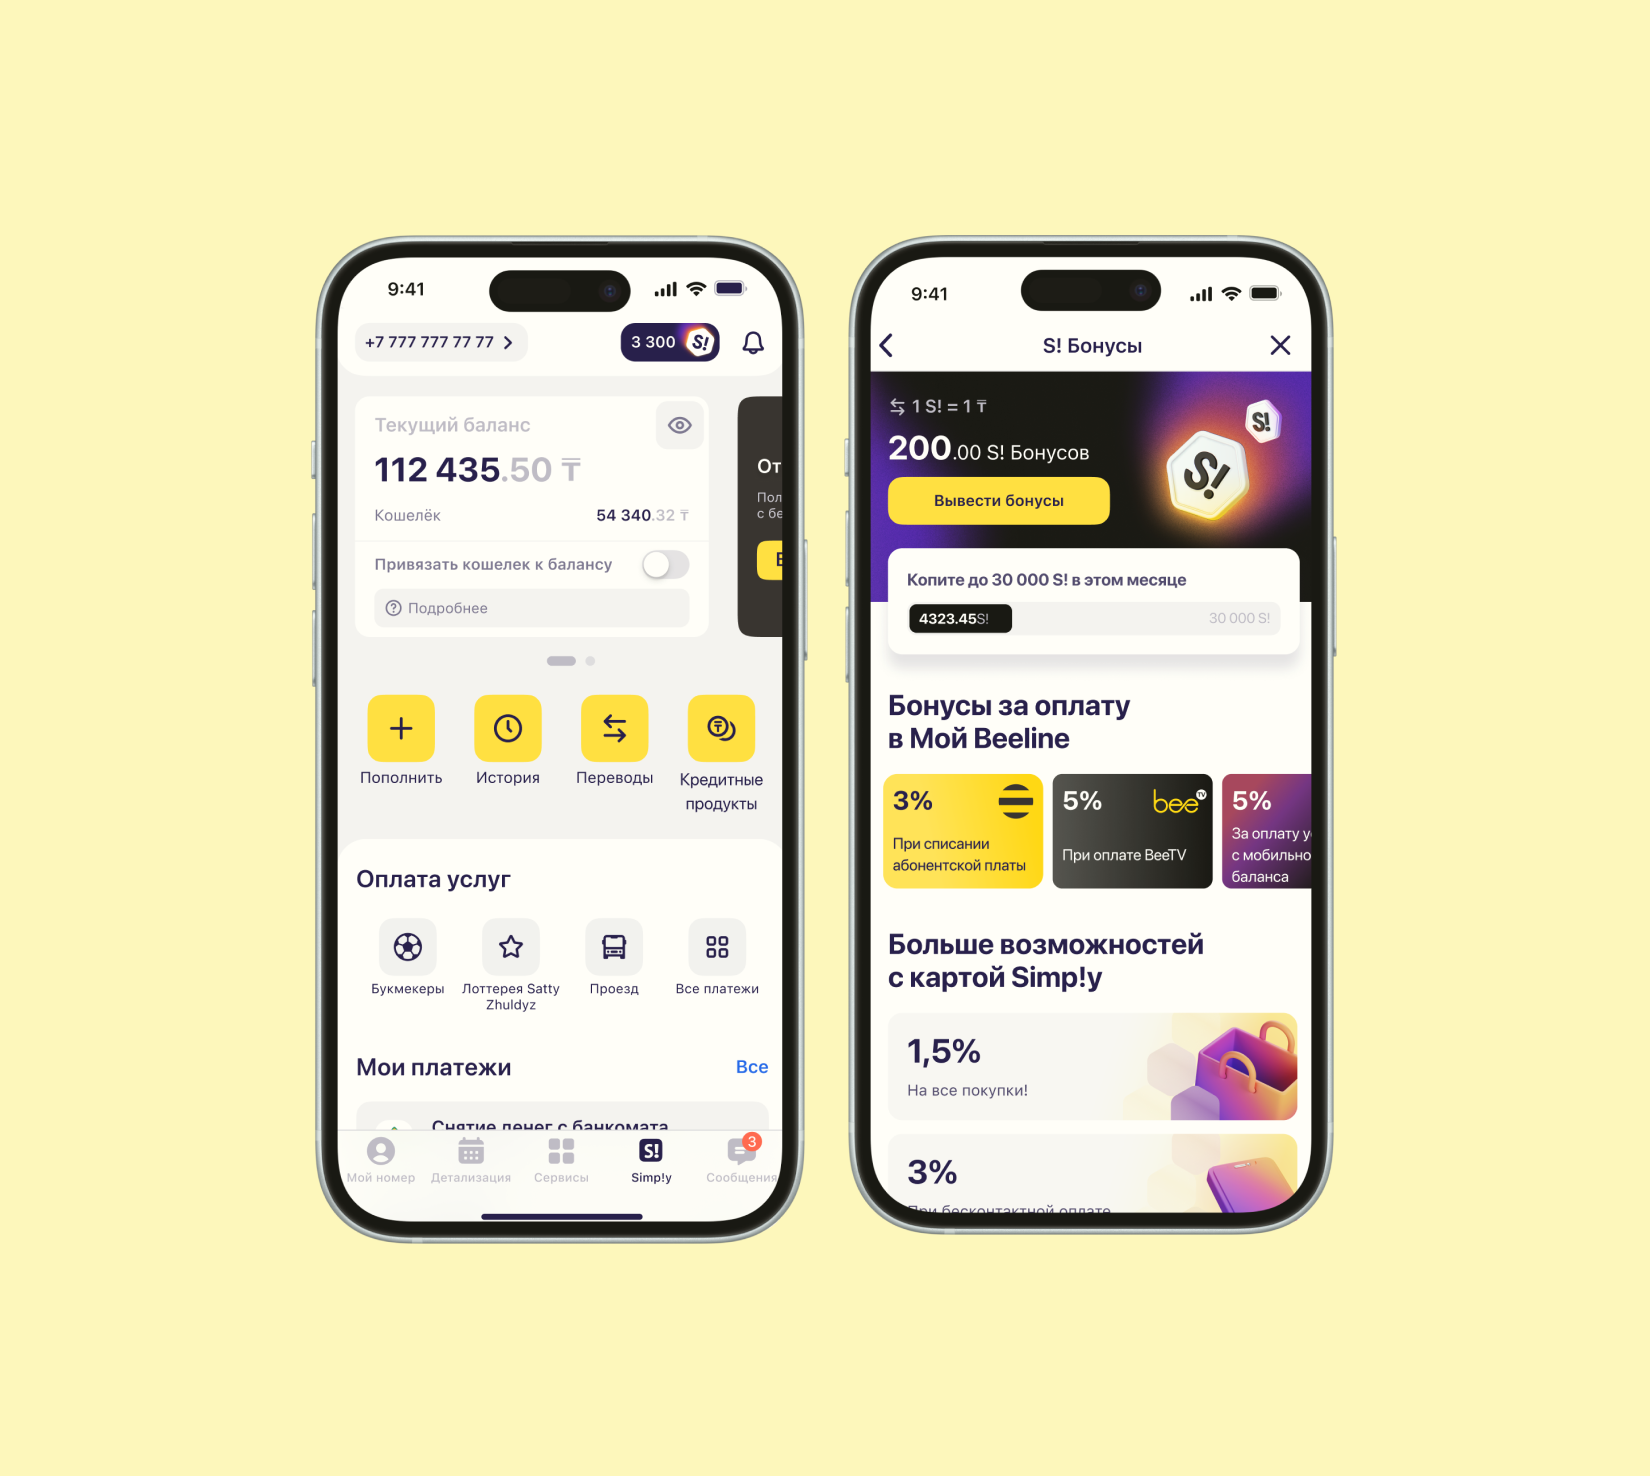 9:41
+7 777 777 77 77
3 300 S!
Текущий баланс
112 435.50 ₸
Кошелёк 54 340.32 ₸
Привязать кошелек к балансу
Подробнее
От
Пол
с бе
Пополнить
История
Переводы
Кредитные
продукты
Оплата услуг
Букмекеры
Лоттерея Satty
Zhuldyz
Проезд
Все платежи
Мои платежи Все
Снятие денег с банкомата
3
S!
Мой номер Детализация Сервисы Simp!y Сообщения
9:41
S! Бонусы
1 S! = 1 ₸
200.00 S! Бонусов
S!
S!
Вывести бонусы
Копите до 30 000 S! в этом месяце
4323.45S! 30 000 S!
Бонусы за оплату
в Мой Beeline
3%
При списании
абонентской платы
5%
bee TV
При оплате BeeTV
5%
За оплату у
с мобильно
баланса
Больше возможностей
с картой Simp!y
1,5%
На все покупки!
3%
При бесконтактной оплате